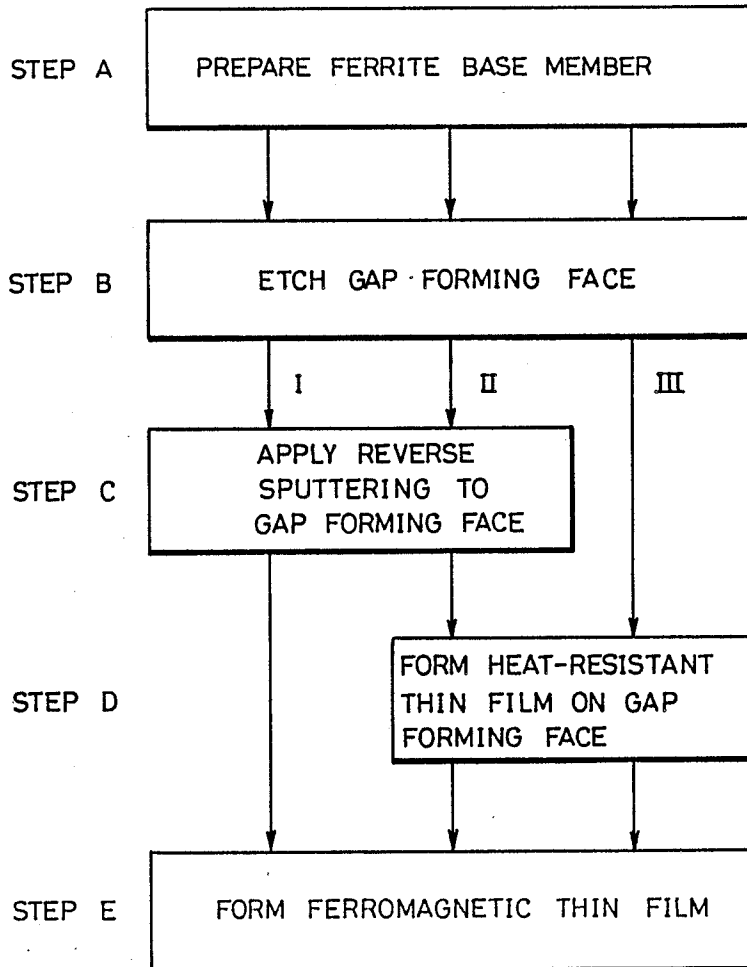 STEP A
PREPARE FERRITE BASE MEMBER
STEP B
ETCH GAP FORMING FACE
I
II
III
STEP C
APPLY REVERSE
SPUTTERING TO
GAP FORMING FACE
STEP D
FORM HEAT-RESISTANT
THIN FILM ON GAP
FORMING FACE
STEP E
FORM FERROMAGNETIC THIN FILM